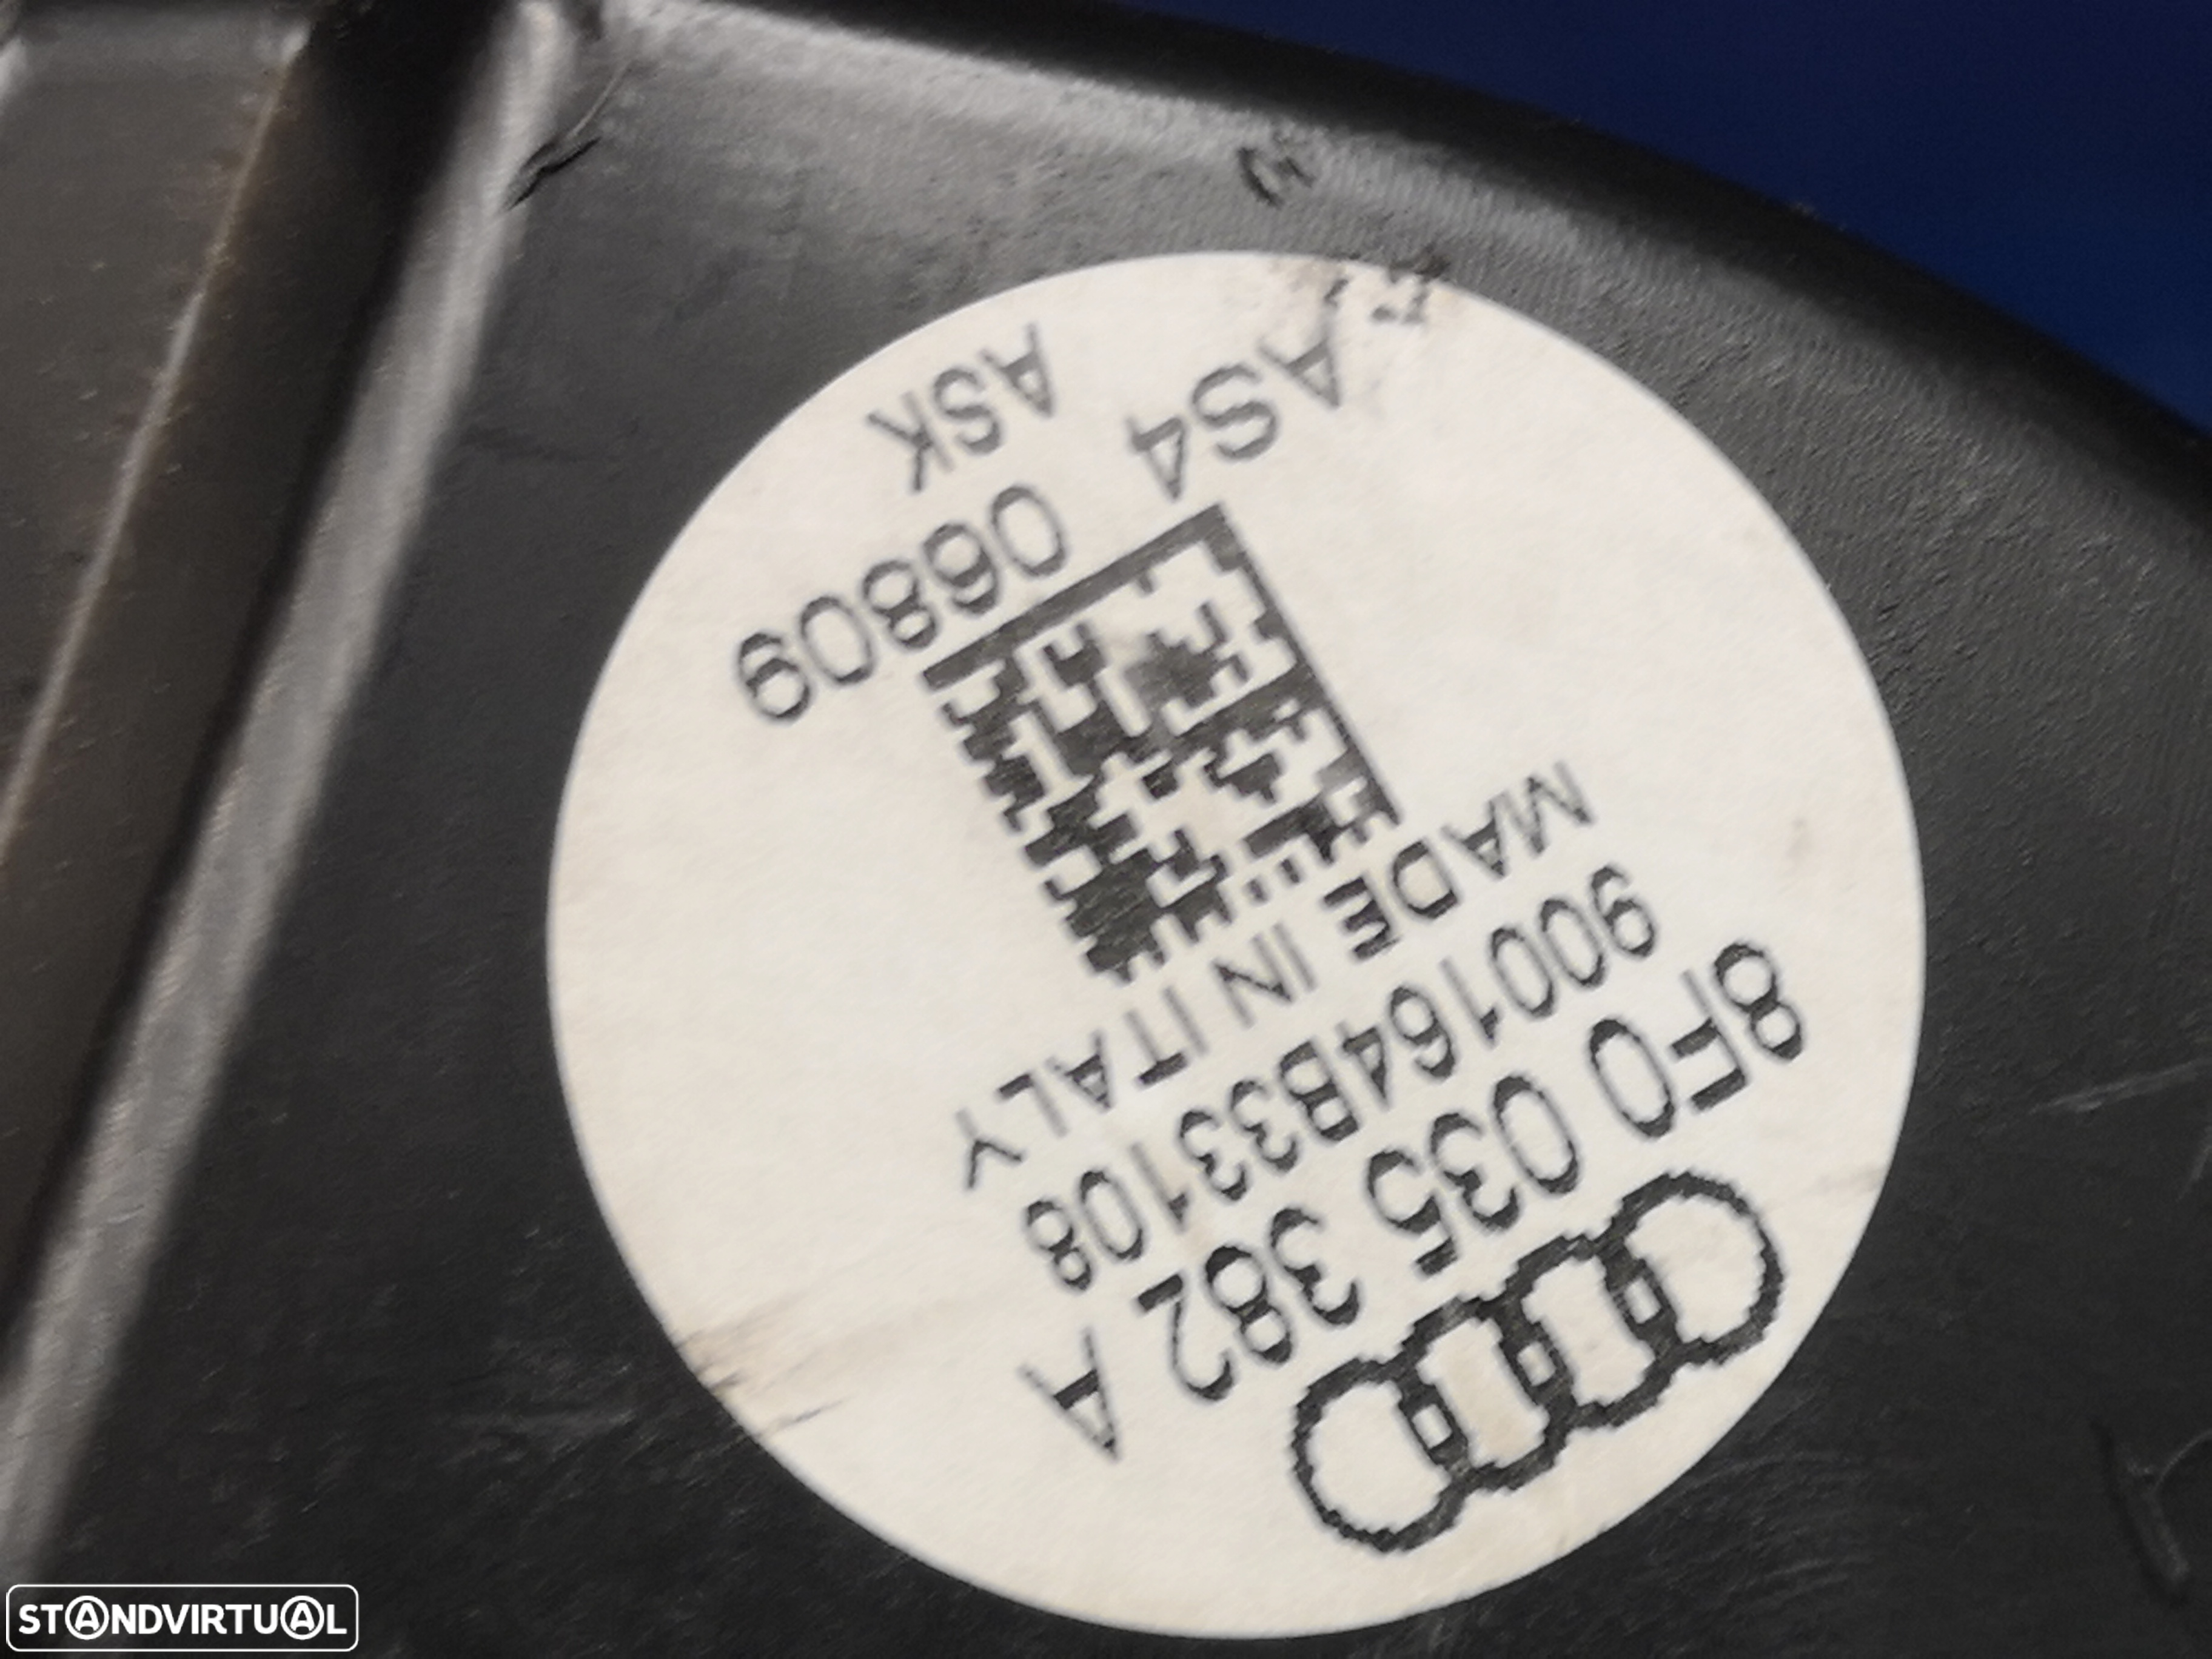 8F0 035 382 A
900164B33108
MADE IN ITALY
AS4 06809
ASK
STANDVIRTUAL